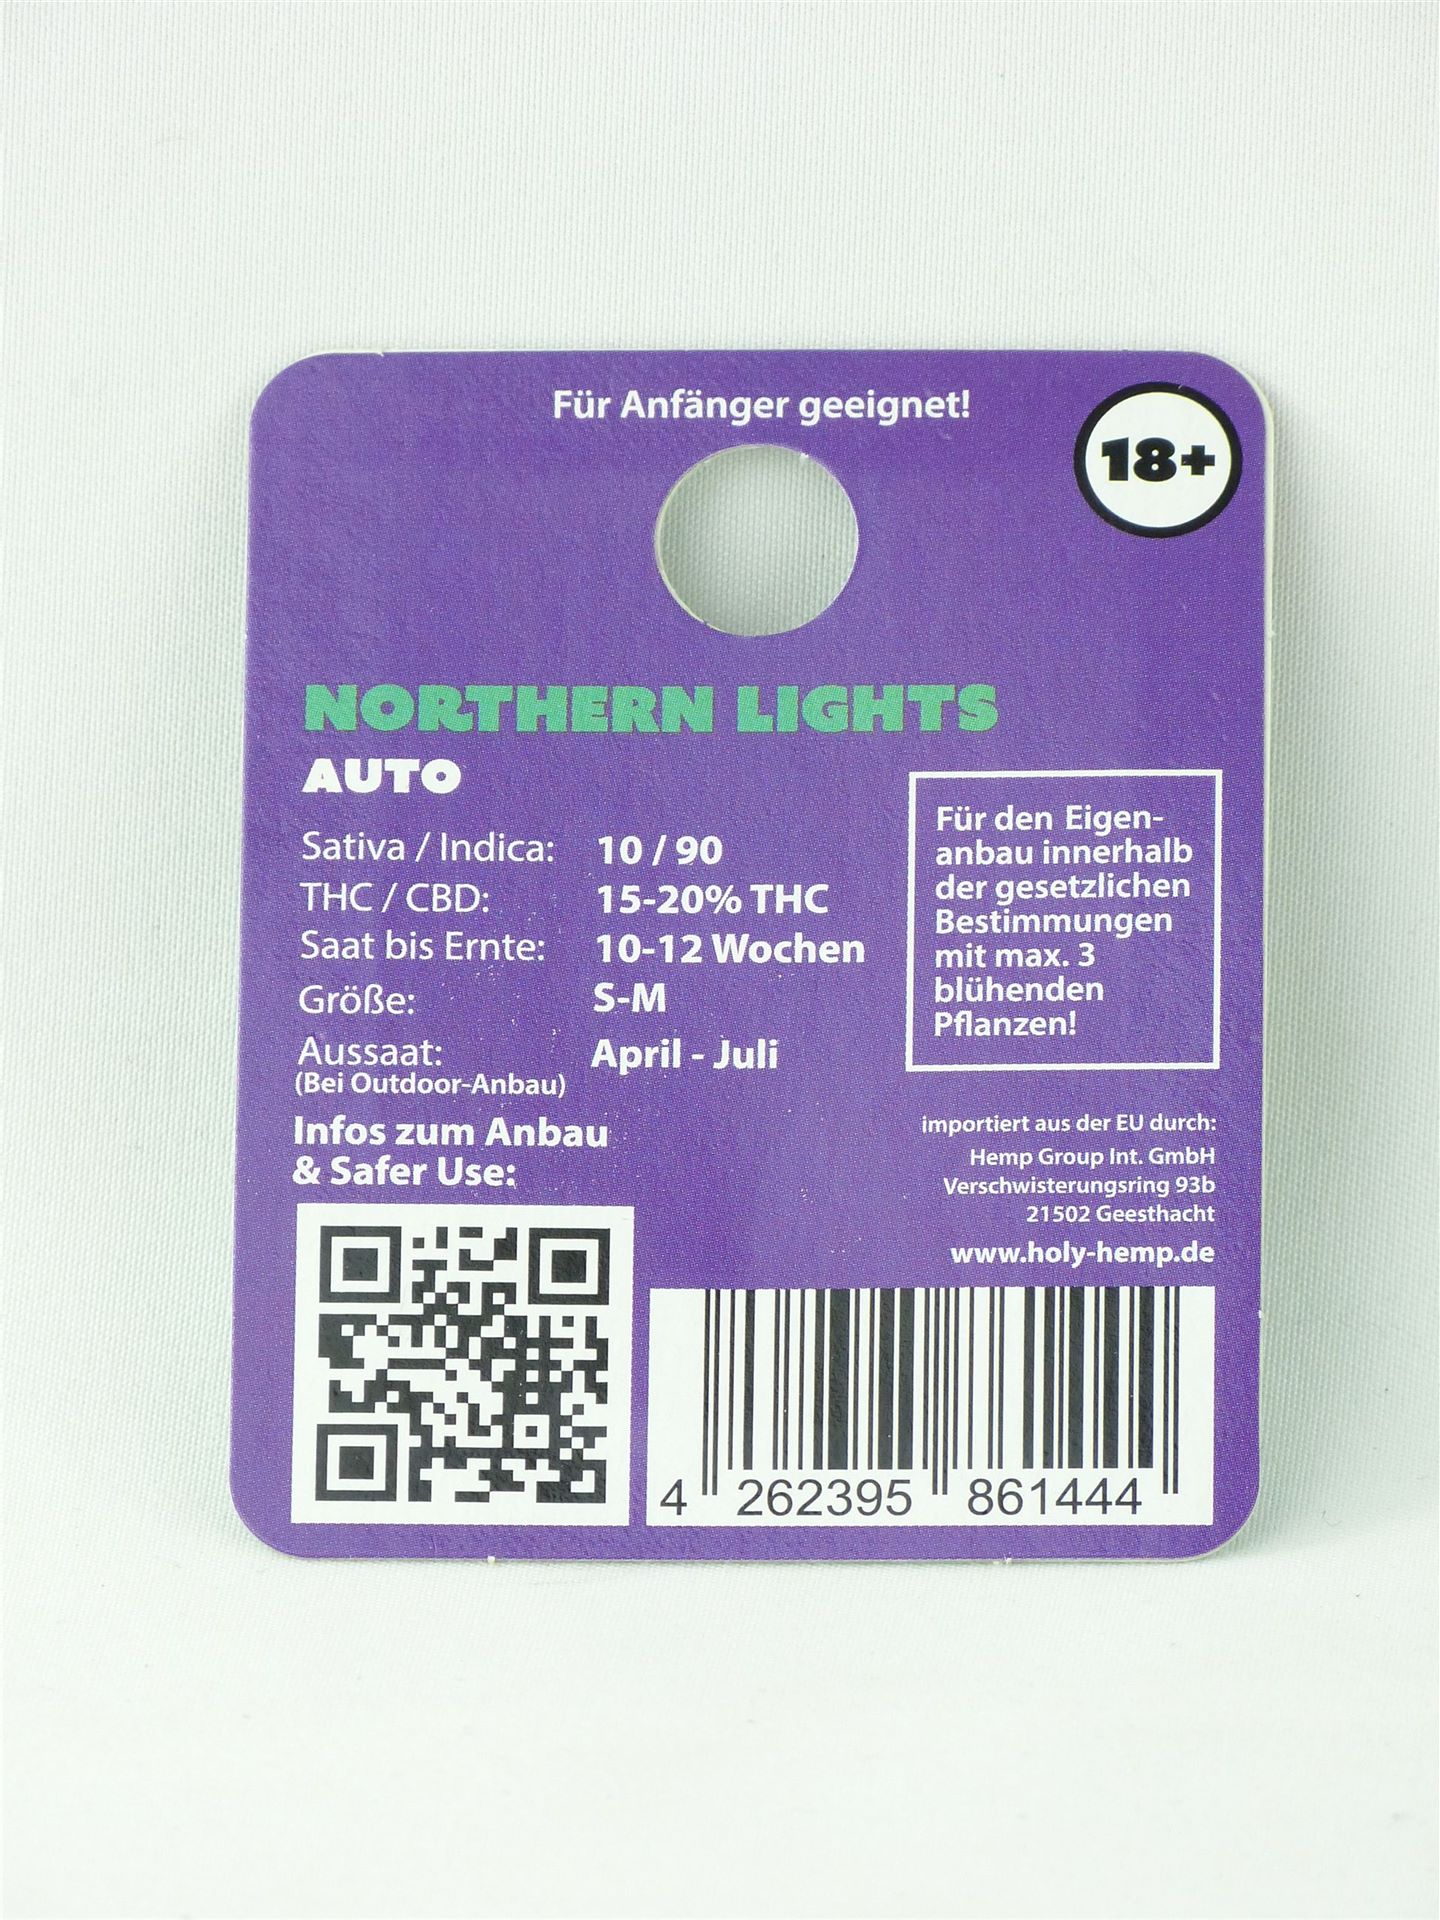 Für Anfänger geeignet!
18+
NORTHERN LIGHTS
AUTO
Sativa / Indica: 10 / 90
THC / CBD: 15-20% THC
Saat bis Ernte: 10-12 Wochen
Größe: S-M
Aussaat: April - Juli
(Bei Outdoor-Anbau)
Für den Eigen-
anbau innerhalb
der gesetzlichen
Bestimmungen
mit max. 3
blühenden
Pflanzen!
Infos zum Anbau
& Safer Use:
importiert aus der EU durch:
Hemp Group Int. GmbH
Verschwisterungsring 93b
21502 Geesthacht
www.holy-hemp.de
4 262395 861444